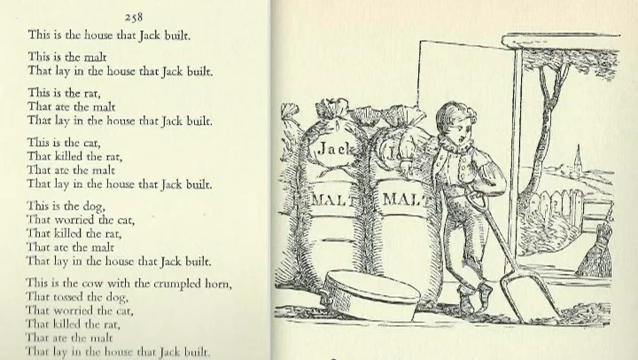 258
This is the house that Jack built.
This is the malt
That lay in the house that Jack built.
This is the rat,
That ate the malt
That lay in the house that Jack built.
This is the cat,
That killed the rat,
That ate the malt
That lay in the house that Jack built.
This is the dog,
That worried the cat,
That killed the rat,
That ate the malt
That lay in the house that Jack built.
This is the cow with the crumpled horn,
That tossed the dog,
That worried the cat,
That killed the rat,
That ate the malt
That lay in the house that Jack built.
Jack
MALT
MALT